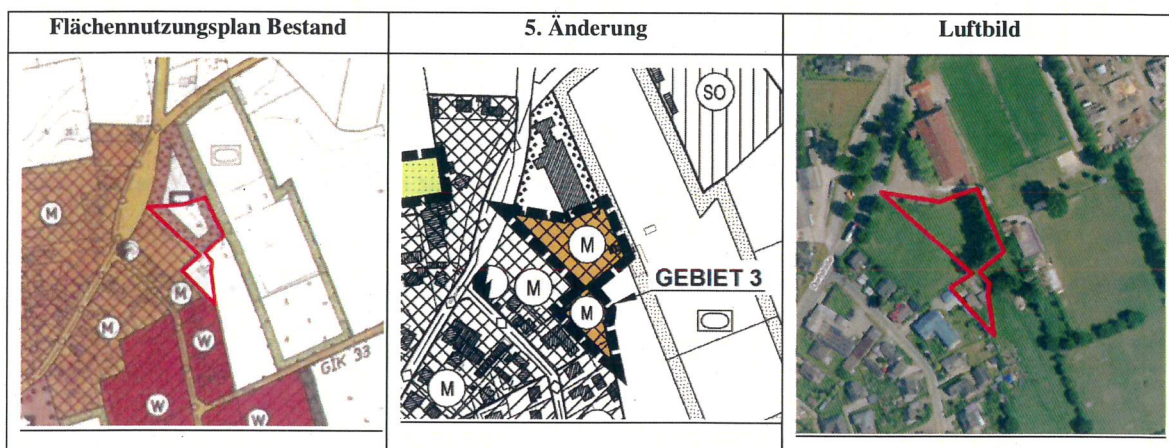 Flächennutzungsplan Bestand
5. Änderung
Luftbild
M
M
M
W
W
W
GIK 33
SO
M
M
GEBIET 3
M
M